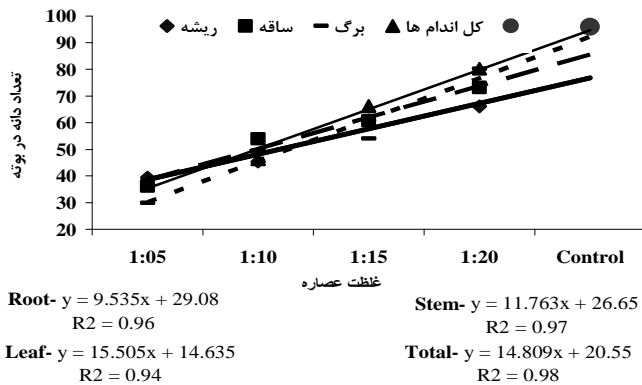 ریشه ساقه برگ کل اندام ها
تعداد دانه در بوته
100
90
80
70
60
50
40
30
20
1:05 1:10 1:15 1:20 Control
غلظت عصاره
Root- y = 9.535x + 29.08
R2 = 0.96
Stem- y = 11.763x + 26.65
R2 = 0.97
Leaf- y = 15.505x + 14.635
R2 = 0.94
Total- y = 14.809x + 20.55
R2 = 0.98